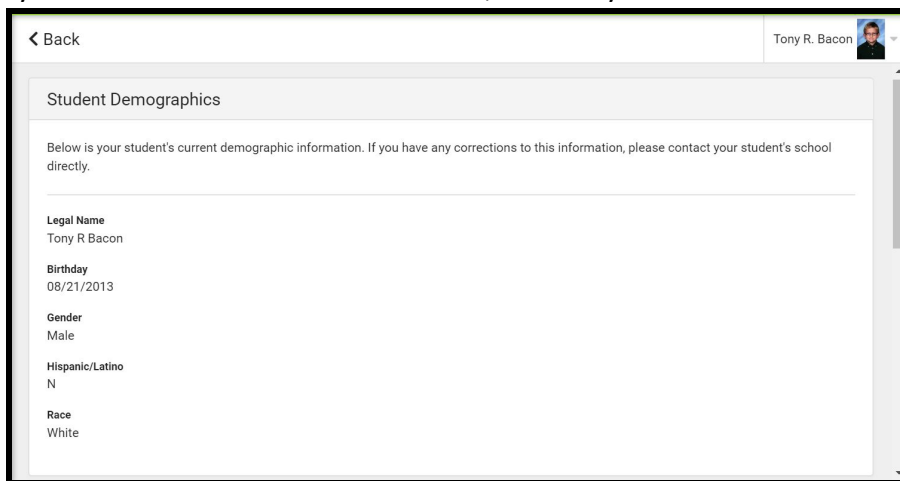 Back
Tony R. Bacon
Student Demographics
Below is your student's current demographic information. If you have any corrections to this information, please contact your student's school
directly.
Legal Name
Tony R Bacon
Birthday
08/21/2013
Gender
Male
Hispanic/Latino
N
Race
White